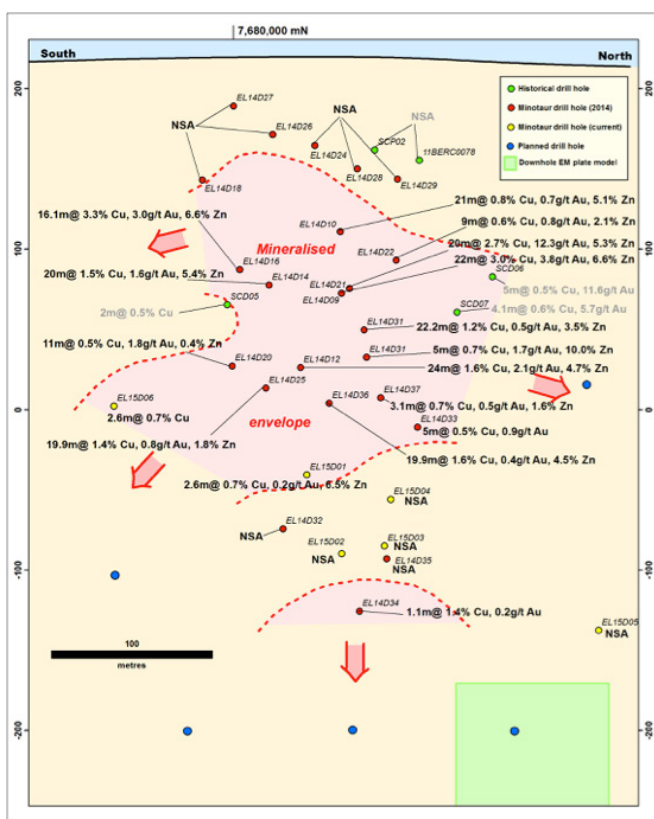 7,680,000 mN
South
North
200
EL14D27
NSA
EL14D26
NSA
NSA
SCP02
EL14D24
11BERC0078
EL14D28
EL14D18
EL14D29
Historical drill hole
Minotaur drill hole (2014)
Minotaur drill hole (current)
Planned drill hole
Downhole EM plate model
21m@ 0.8% Cu, 0.7g/t Au, 5.1% Zn
16.1m@ 3.3% Cu, 3.0g/t Au, 6.6% Zn
EL14D10
9m@ 0.6% Cu, 0.8g/t Au, 2.1% Zn
100
Mineralised
EL14D22
20m@ 2.7% Cu, 12.3g/t Au, 5.3% Zn
EL14D16
22m@ 3.0% Cu, 3.8g/t Au, 6.6% Zn
SCD06
20m@ 1.5% Cu, 1.6g/t Au, 5.4% Zn
EL14D14
EL14D21
5m@ 0.5% Cu, 11.6g/t Au
SCD05
EL14D09
SCD07
2m@ 0.5% Cu
4.1m@ 0.6% Cu, 5.7g/t Au
EL14D31
22.2m@ 1.2% Cu, 0.5g/t Au, 3.5% Zn
11m@ 0.5% Cu, 1.8g/t Au, 0.4% Zn
EL14D31
5m@ 0.7% Cu, 1.7g/t Au, 10.0% Zn
EL14D20
EL14D12
24m@ 1.6% Cu, 2.1g/t Au, 4.7% Zn
EL14D25
EL15D06
EL14D36
EL14D37
3.1m@ 0.7% Cu, 0.5g/t Au, 1.6% Zn
0
2.6m@ 0.7% Cu
envelope
EL14D33
5m@ 0.5% Cu, 0.9g/t Au
19.9m@ 1.4% Cu, 0.8g/t Au, 1.8% Zn
19.9m@ 1.6% Cu, 0.4g/t Au, 4.5% Zn
EL15D01
2.6m@ 0.7% Cu, 0.2g/t Au, 6.5% Zn
EL15D04
NSA
EL14D32
NSA
EL15D02
EL15D03
NSA
NSA
EL14D35
NSA
-100
EL14D34
1.1m@ 1.4% Cu, 0.2g/t Au
EL15D05
NSA
100
metres
-200